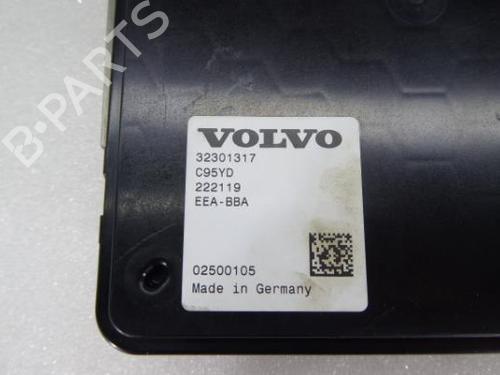 B-PARTS
VOLVO
32301317
C95YD
222119
EEA-BBA
02500105
Made in Germany